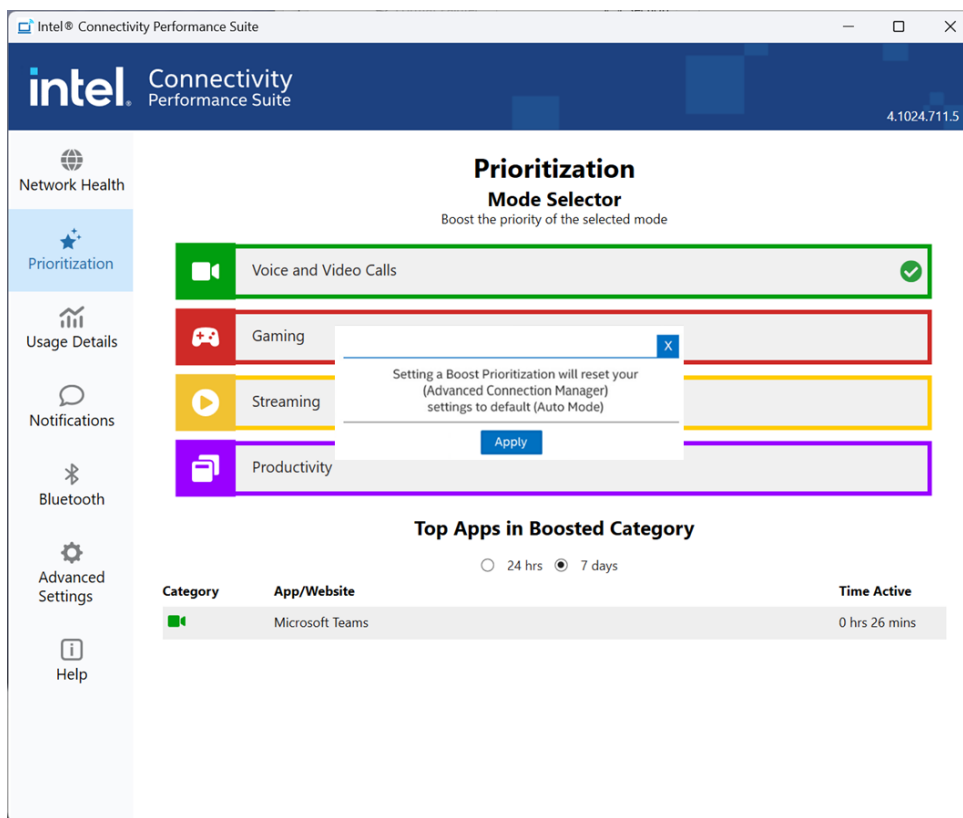 Intel® Connectivity Performance Suite
intel.
Connectivity
Performance Suite
4.1024.711.5
Network Health
Prioritization
Usage Details
Notifications
Bluetooth
Advanced
Settings
Help
Prioritization
Mode Selector
Boost the priority of the selected mode
Voice and Video Calls
Gaming
X
Setting a Boost Prioritization will reset your
(Advanced Connection Manager)
settings to default (Auto Mode)
Apply
Streaming
Productivity
Top Apps in Boosted Category
24 hrs 7 days
Category App/Website Time Active
Microsoft Teams 0 hrs 26 mins